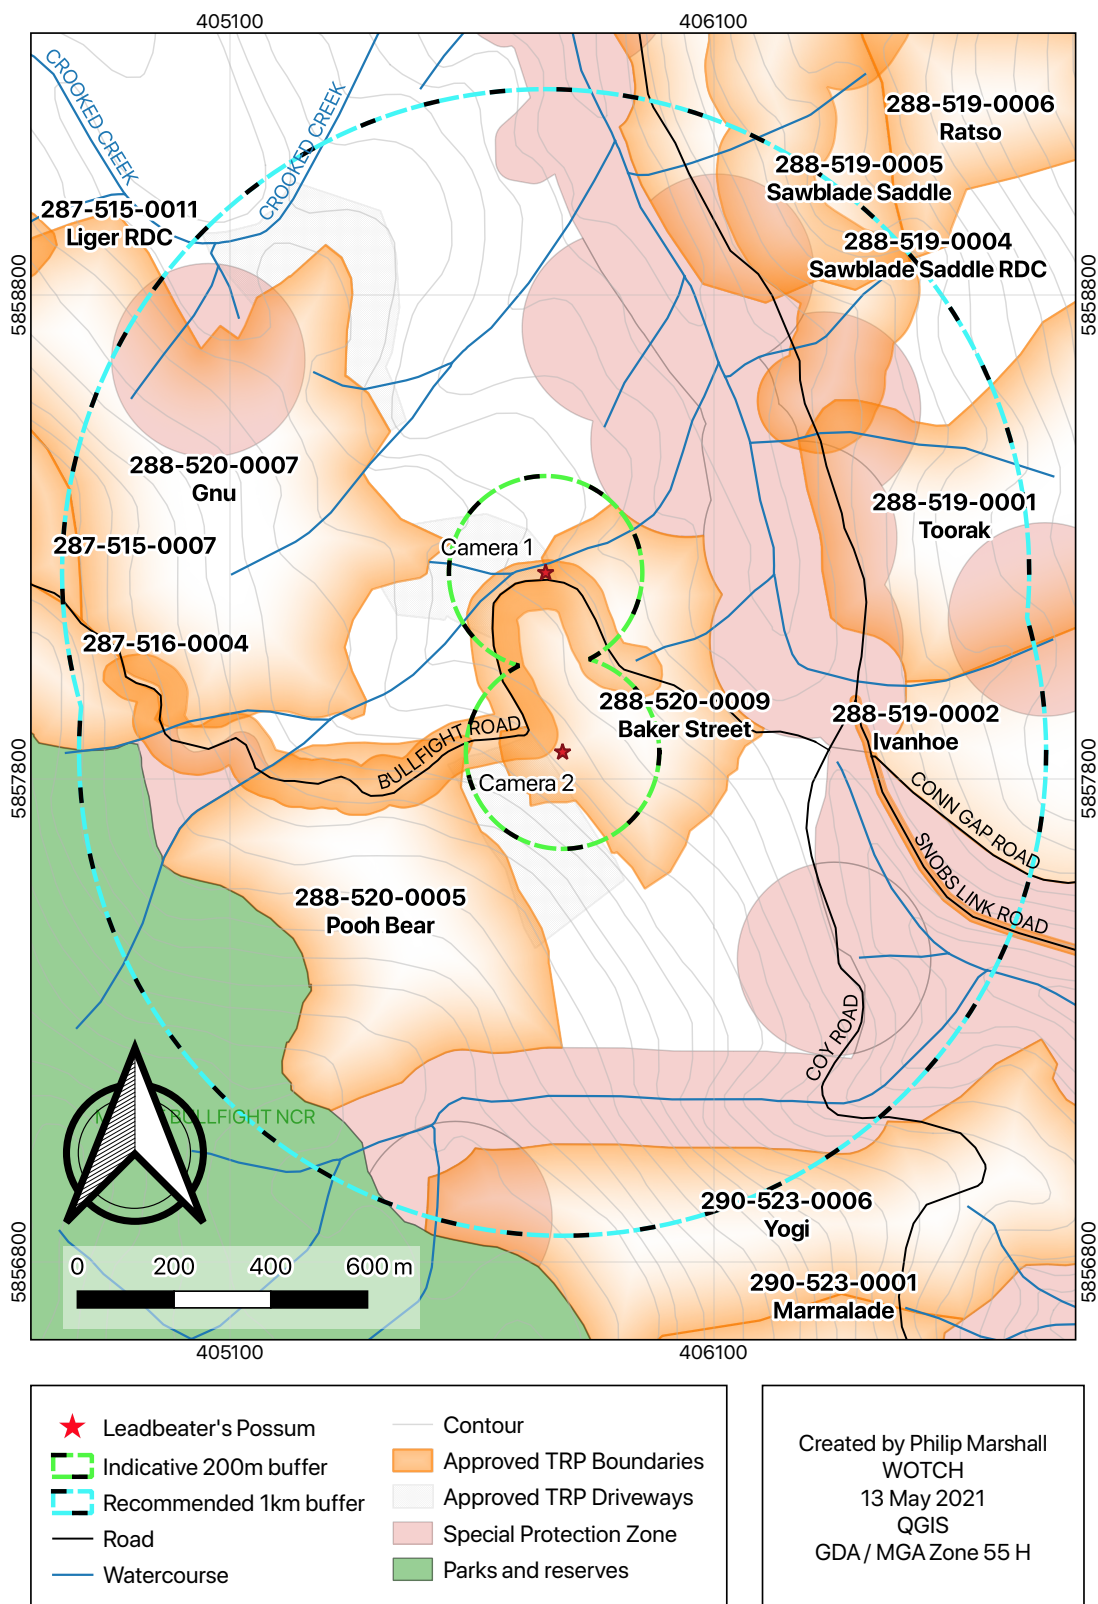 405100
406100
CROOKED CREEK
CROOKED CREEK
288-519-0006
Ratso
288-519-0005
Sawblade Saddle
287-515-0011
Liger RDC
288-519-0004
Sawblade Saddle RDC
5858800
5858800
288-520-0007
Gnu
288-519-0001
Toorak
287-515-0007
Camera 1
287-516-0004
288-520-0009
Baker Street
288-519-0002
Ivanhoe
BULLFIGHT ROAD
5857800
5857800
Camera 2
CONN GAP ROAD
SNOBS LINK ROAD
288-520-0005
Pooh Bear
COY ROAD
BULLFIGHT NCR
290-523-0006
Yogi
5856800
5856800
0 200 400 600 m
290-523-0001
Marmalade
405100
406100
Leadbeater's Possum
Indicative 200m buffer
Recommended 1km buffer
Road
Watercourse
Contour
Approved TRP Boundaries
Approved TRP Driveways
Special Protection Zone
Parks and reserves
Created by Philip Marshall
WOTCH
13 May 2021
QGIS
GDA / MGA Zone 55 H